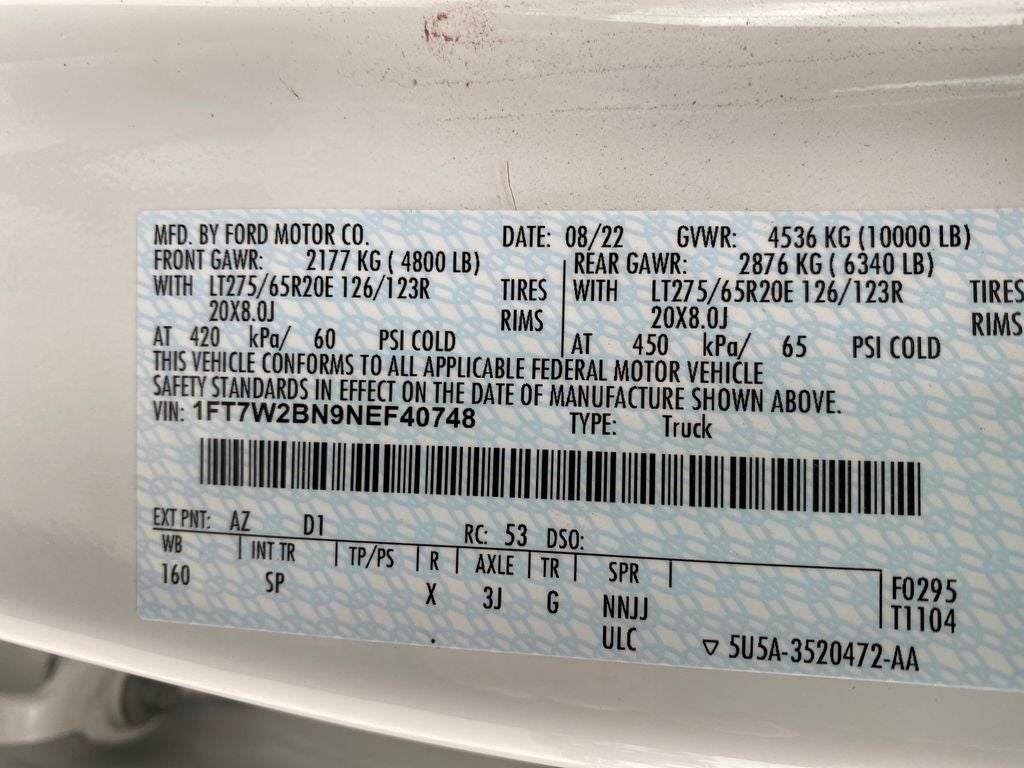 MFD. BY FORD MOTOR CO. DATE: 08/22 GVWR: 4536 KG (10000 LB)
FRONT GAWR: 2177 KG ( 4800 LB) REAR GAWR: 2876 KG ( 6340 LB)
WITH LT275/65R20E 126/123R TIRES WITH LT275/65R20E 126/123R TIRES
20X8.0J RIMS 20X8.0J RIMS
AT 420 kPa/ 60 PSI COLD AT 450 kPa/ 65 PSI COLD
THIS VEHICLE CONFORMS TO ALL APPLICABLE FEDERAL MOTOR VEHICLE
SAFETY STANDARDS IN EFFECT ON THE DATE OF MANUFACTURE SHOWN ABOVE.
VIN: 1FT7W2BN9NEF40748 TYPE: Truck
EXT PNT: AZ D1 RC: 53 DSO:
WB INT TR TP/PS R AXLE TR SPR
160 SP X 3J G NNJJ F0295
ULC T1104
▽ 5U5A-3520472-AA